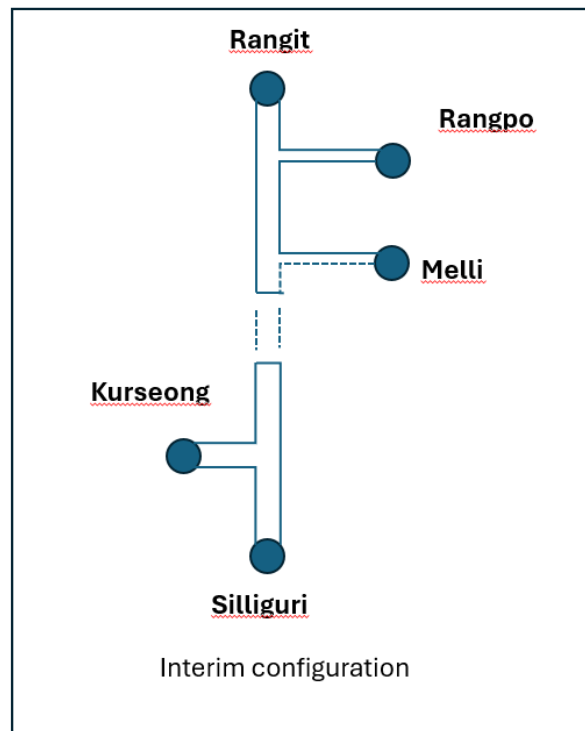 Rangit
Rangpo
Melli
Kurseong
Silliguri
Interim configuration